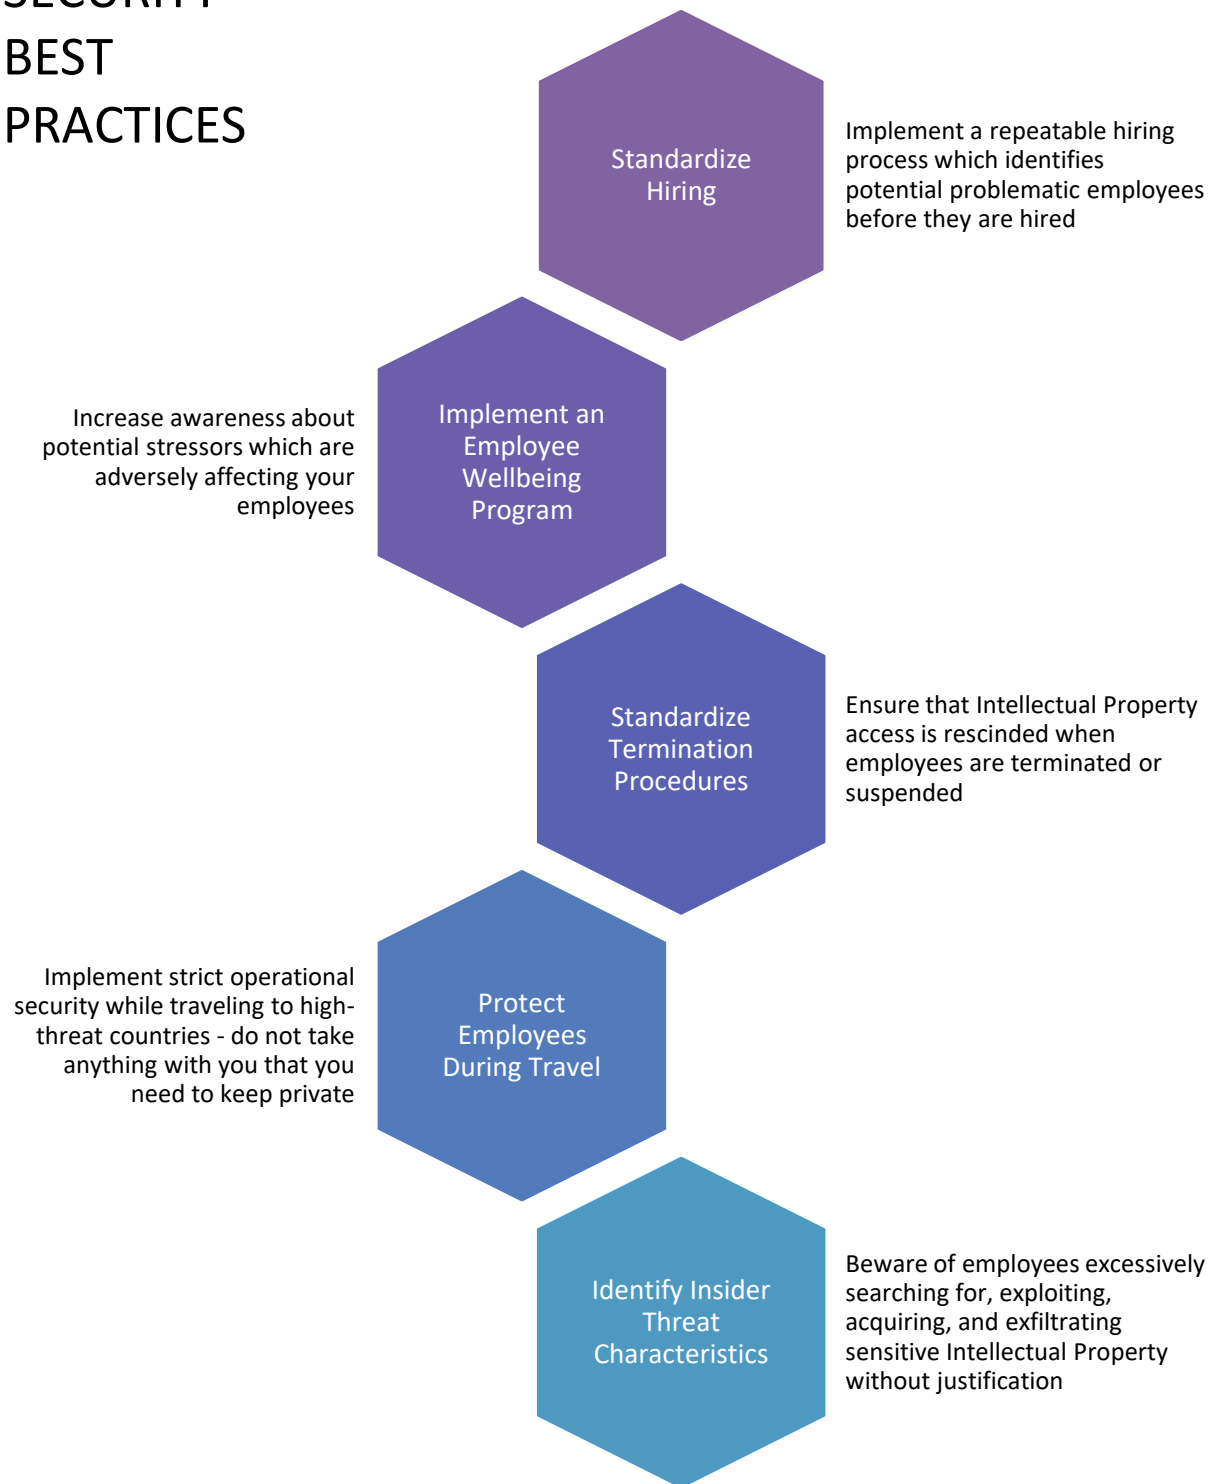 SECURITY
BEST
PRACTICES
Standardize
Hiring
Implement a repeatable hiring
process which identifies
potential problematic employees
before they are hired
Increase awareness about
potential stressors which are
adversely affecting your
employees
Implement an
Employee
Wellbeing
Program
Standardize
Termination
Procedures
Ensure that Intellectual Property
access is rescinded when
employees are terminated or
suspended
Implement strict operational
security while traveling to high-
threat countries - do not take
anything with you that you
need to keep private
Protect
Employees
During Travel
Identify Insider
Threat
Characteristics
Beware of employees excessively
searching for, exploiting,
acquiring, and exfiltrating
sensitive Intellectual Property
without justification